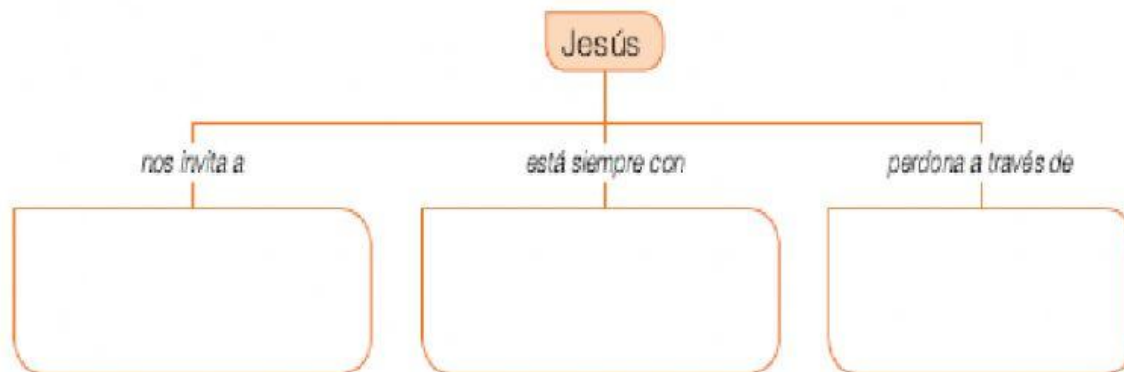 Jesús
nos invita a
está siempre con
perdona a través de